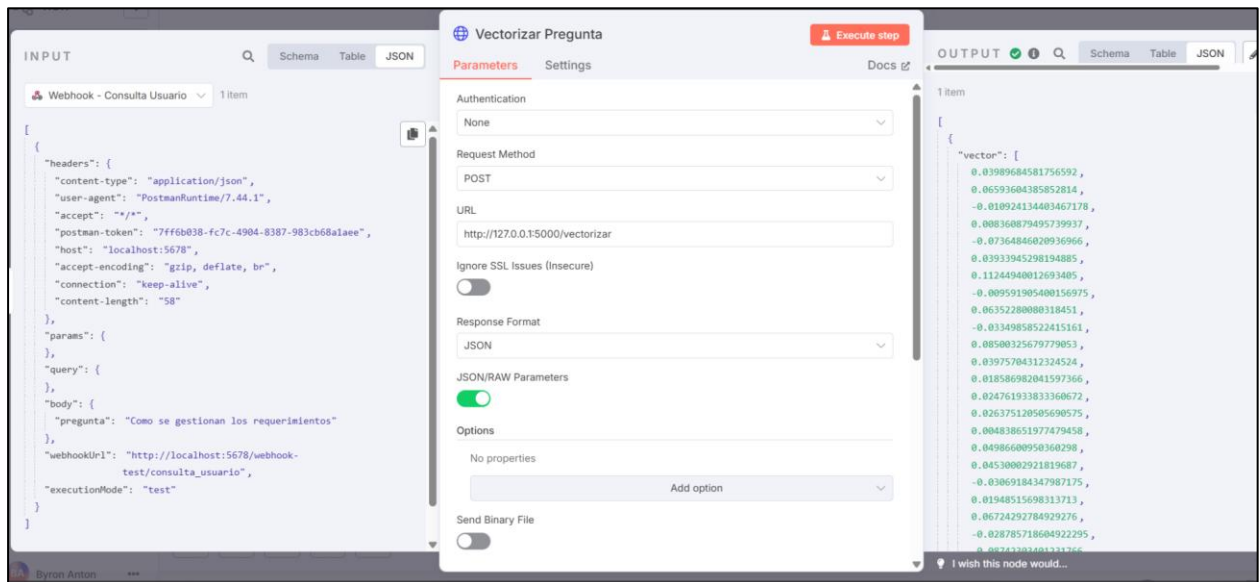 INPUT
Schema Table JSON
Webhook - Consulta Usuario 1 item
[
{
"headers": {
"content-type": "application/json",
"user-agent": "PostmanRuntime/7.44.1",
"accept": "*/*",
"postman-token": "7ff6b038-fc7c-4904-8387-983cb68a1aee",
"host": "localhost:5678",
"accept-encoding": "gzip, deflate, br",
"connection": "keep-alive",
"content-length": "58"
},
"params": {
},
"query": {
},
"body": {
"pregunta": "Como se gestionan los requerimientos"
},
"webhookUrl": "http://localhost:5678/webhook-
test/consulta_usuario",
"executionMode": "test"
}
]
Byron Anton
Vectorizar Pregunta
Execute step
Parameters Settings Docs
Authentication
None
Request Method
POST
URL
http://127.0.0.1:5000/vectorizar
Ignore SSL Issues (Insecure)
Response Format
JSON
JSON/RAW Parameters
Options
No properties
Add option
Send Binary File
OUTPUT Schema Table JSON
1 item
[
{
"vector": [
0.03989684581756592,
0.06593604385852814,
-0.010924134403467178,
0.008360879495739937,
-0.07364846020936966,
0.03933945298194885,
0.11244940012693405,
-0.009591905400156975,
0.06352280080318451,
-0.03349858522415161,
0.08500325679779053,
0.03975704312324524,
0.018586982041597366,
0.024761933833360672,
0.026375120505690575,
0.004838651977479458,
0.04986600950360298,
0.04530002921819687,
-0.03069184347987175,
0.01948515698313713,
0.06724292784929276,
-0.028785718604922295,
I wish this node would...